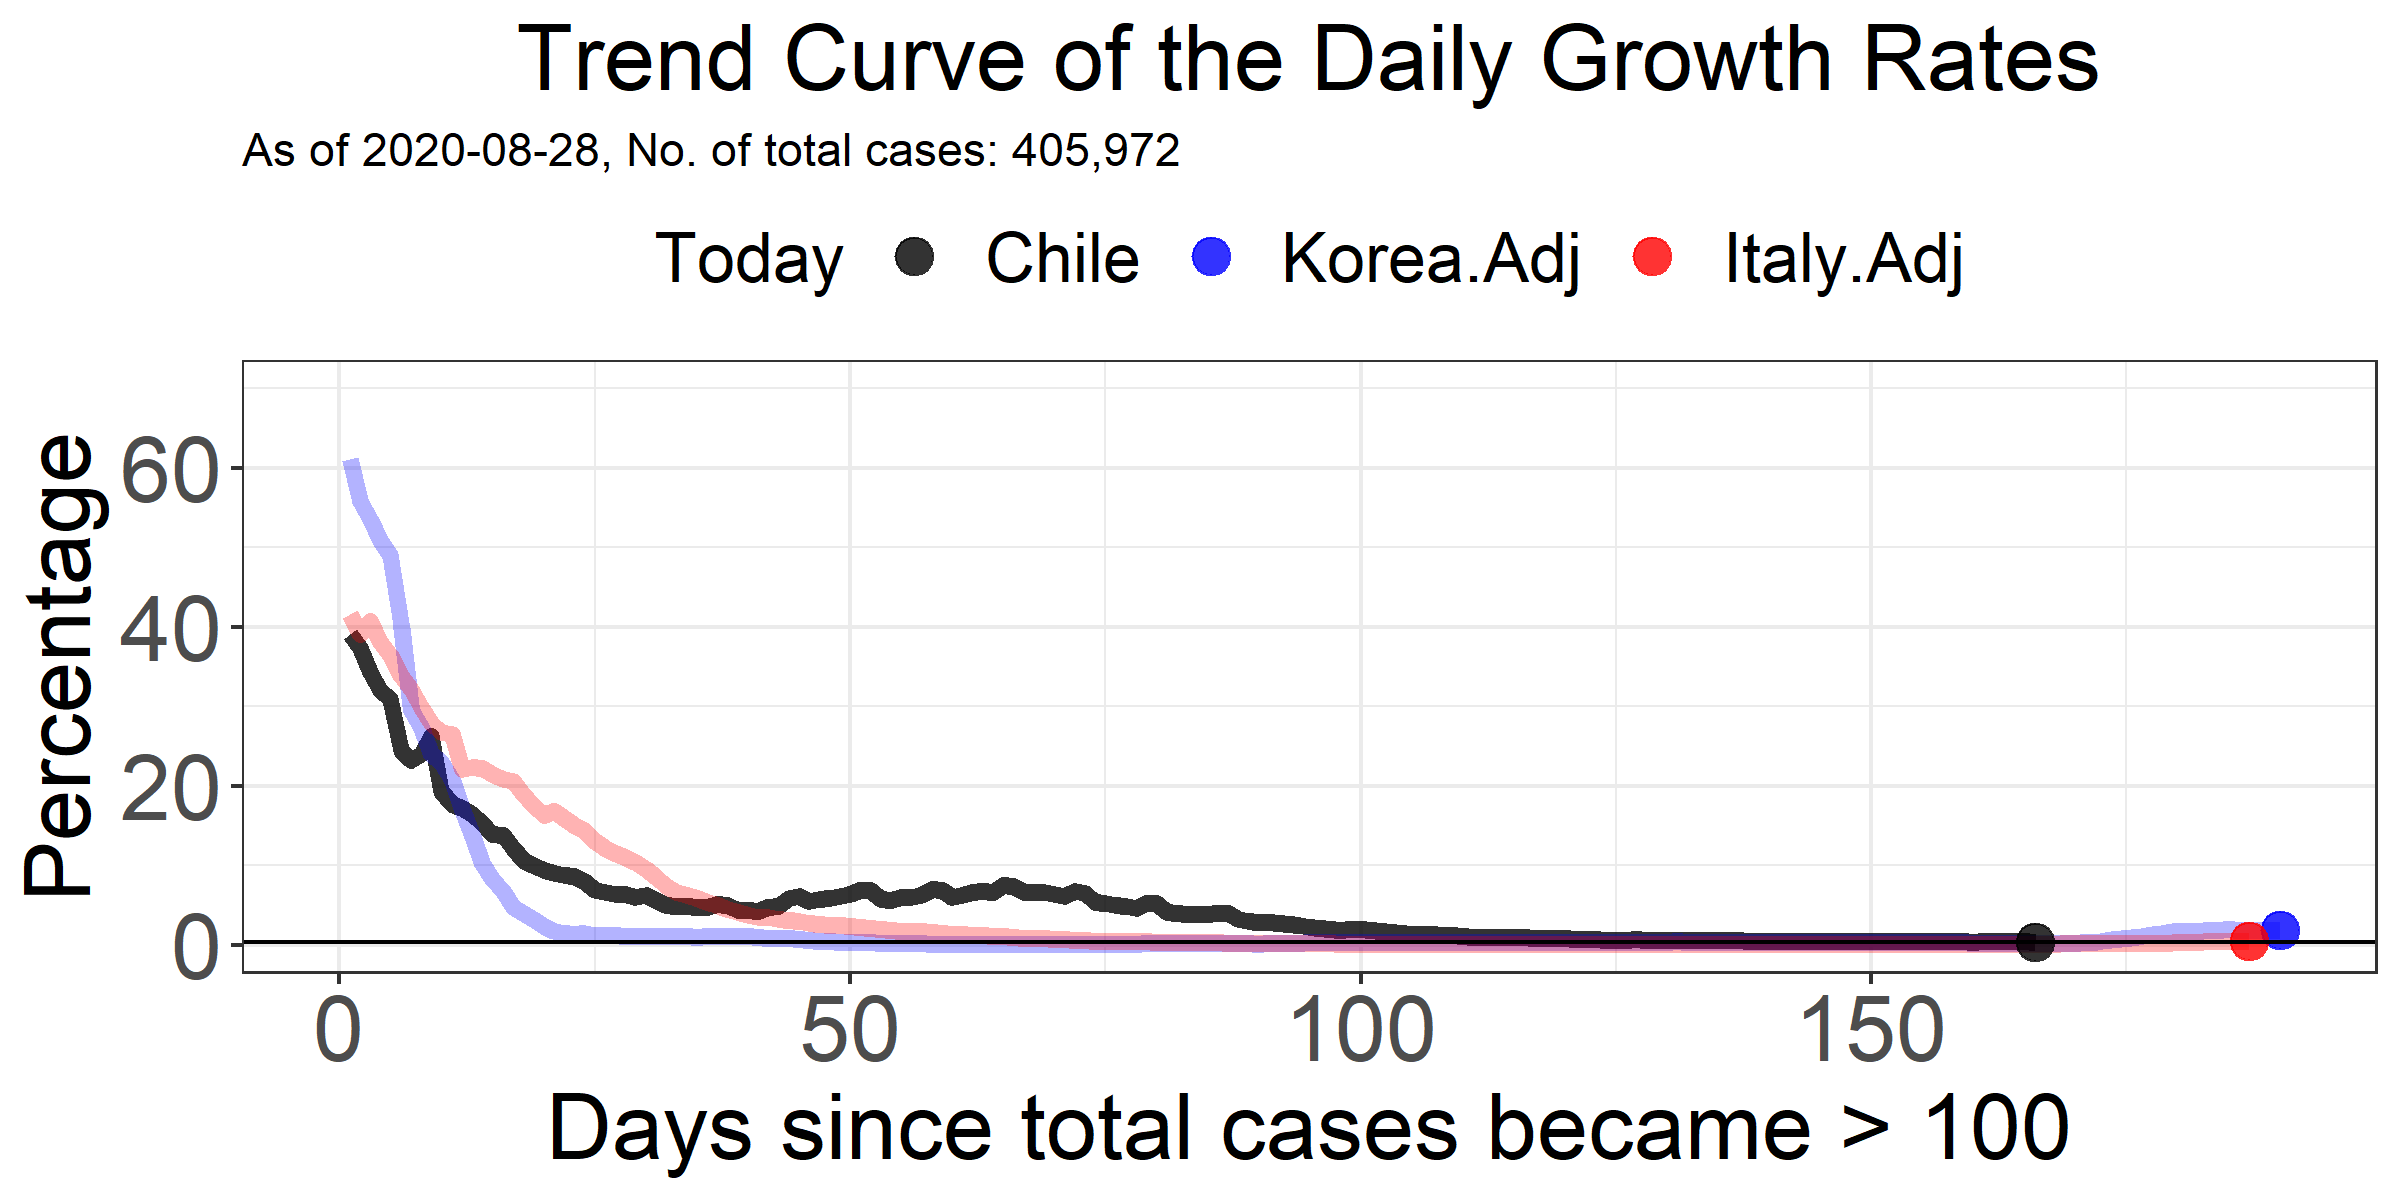 Trend Curve of the Daily Growth Rates
As of 2020-08-28, No. of total cases: 405,972
Today Chile Korea.Adj Italy.Adj
Percentage
60
40
20
0
0 50 100 150
Days since total cases became > 100